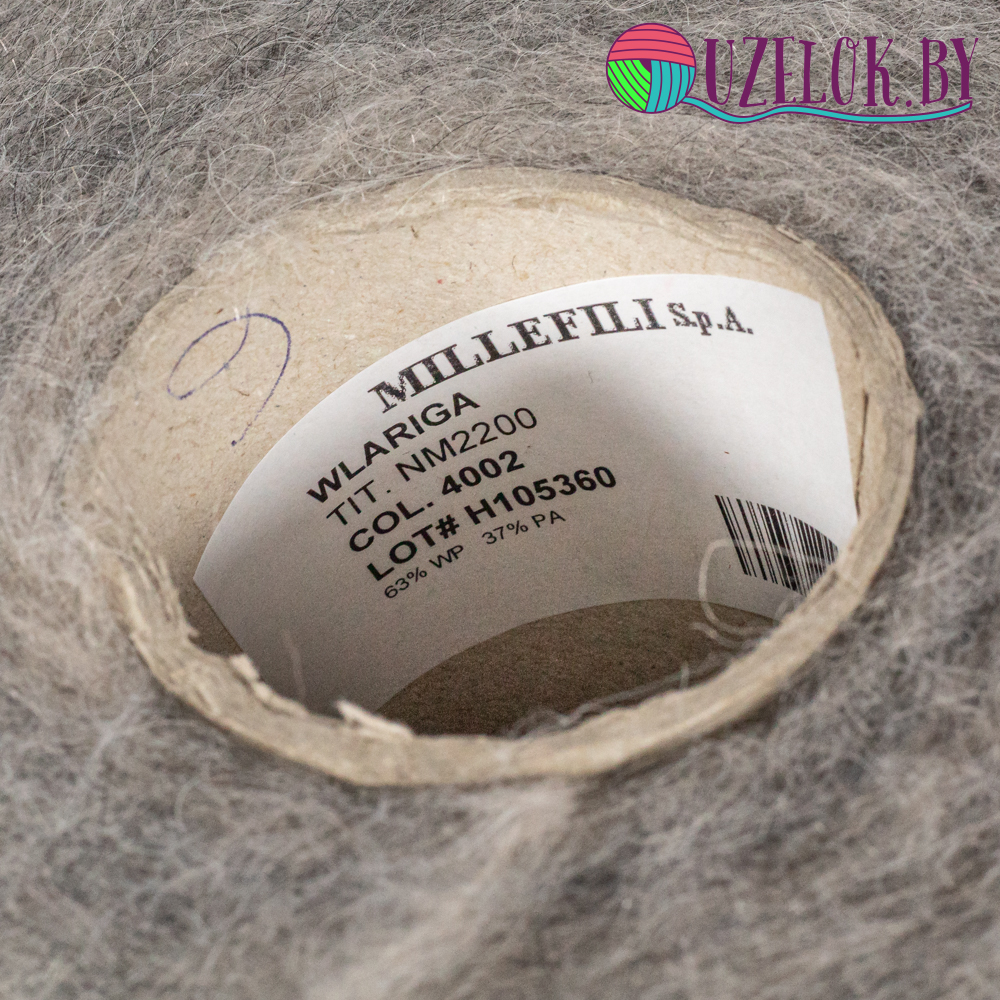 UZELOK.BY
MILLEFILI S.p.A.
WLARIGA
TIT. NM2200
COL. 4002
LOT# H105360
63% WP 37% PA